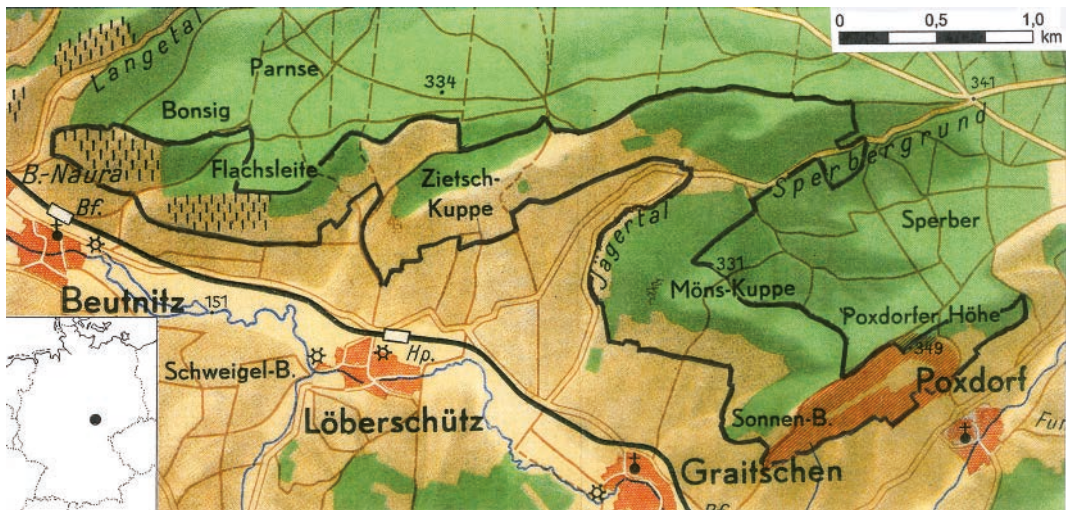 0 0,5 1,0
km
Langetal
Parnse
334
341
Bonsig
Sperbergrund
B.-Naura
Flachsleite
Zietsch-
Kuppe
Bf.
Sperber
Jägertal
331
Möns-Kuppe
Beutnitz
151
Poxdorfer Höhe
349
Hp.
Schweigel-B.
Poxdorf
Löberschütz
Sonnen-B.
Graitschen